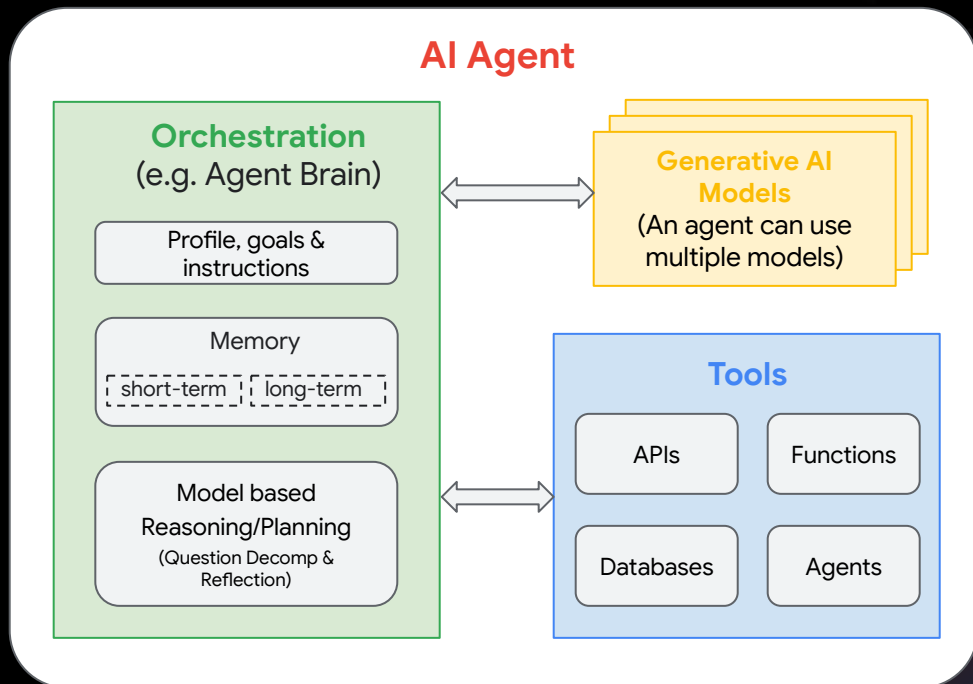 AI Agent
Orchestration
(e.g. Agent Brain)
Profile, goals &
instructions
Memory
short-term
long-term
Model based
Reasoning/Planning
(Question Decomp &
Reflection)
Generative AI
Models
(An agent can use
multiple models)
Tools
APIs
Functions
Databases
Agents